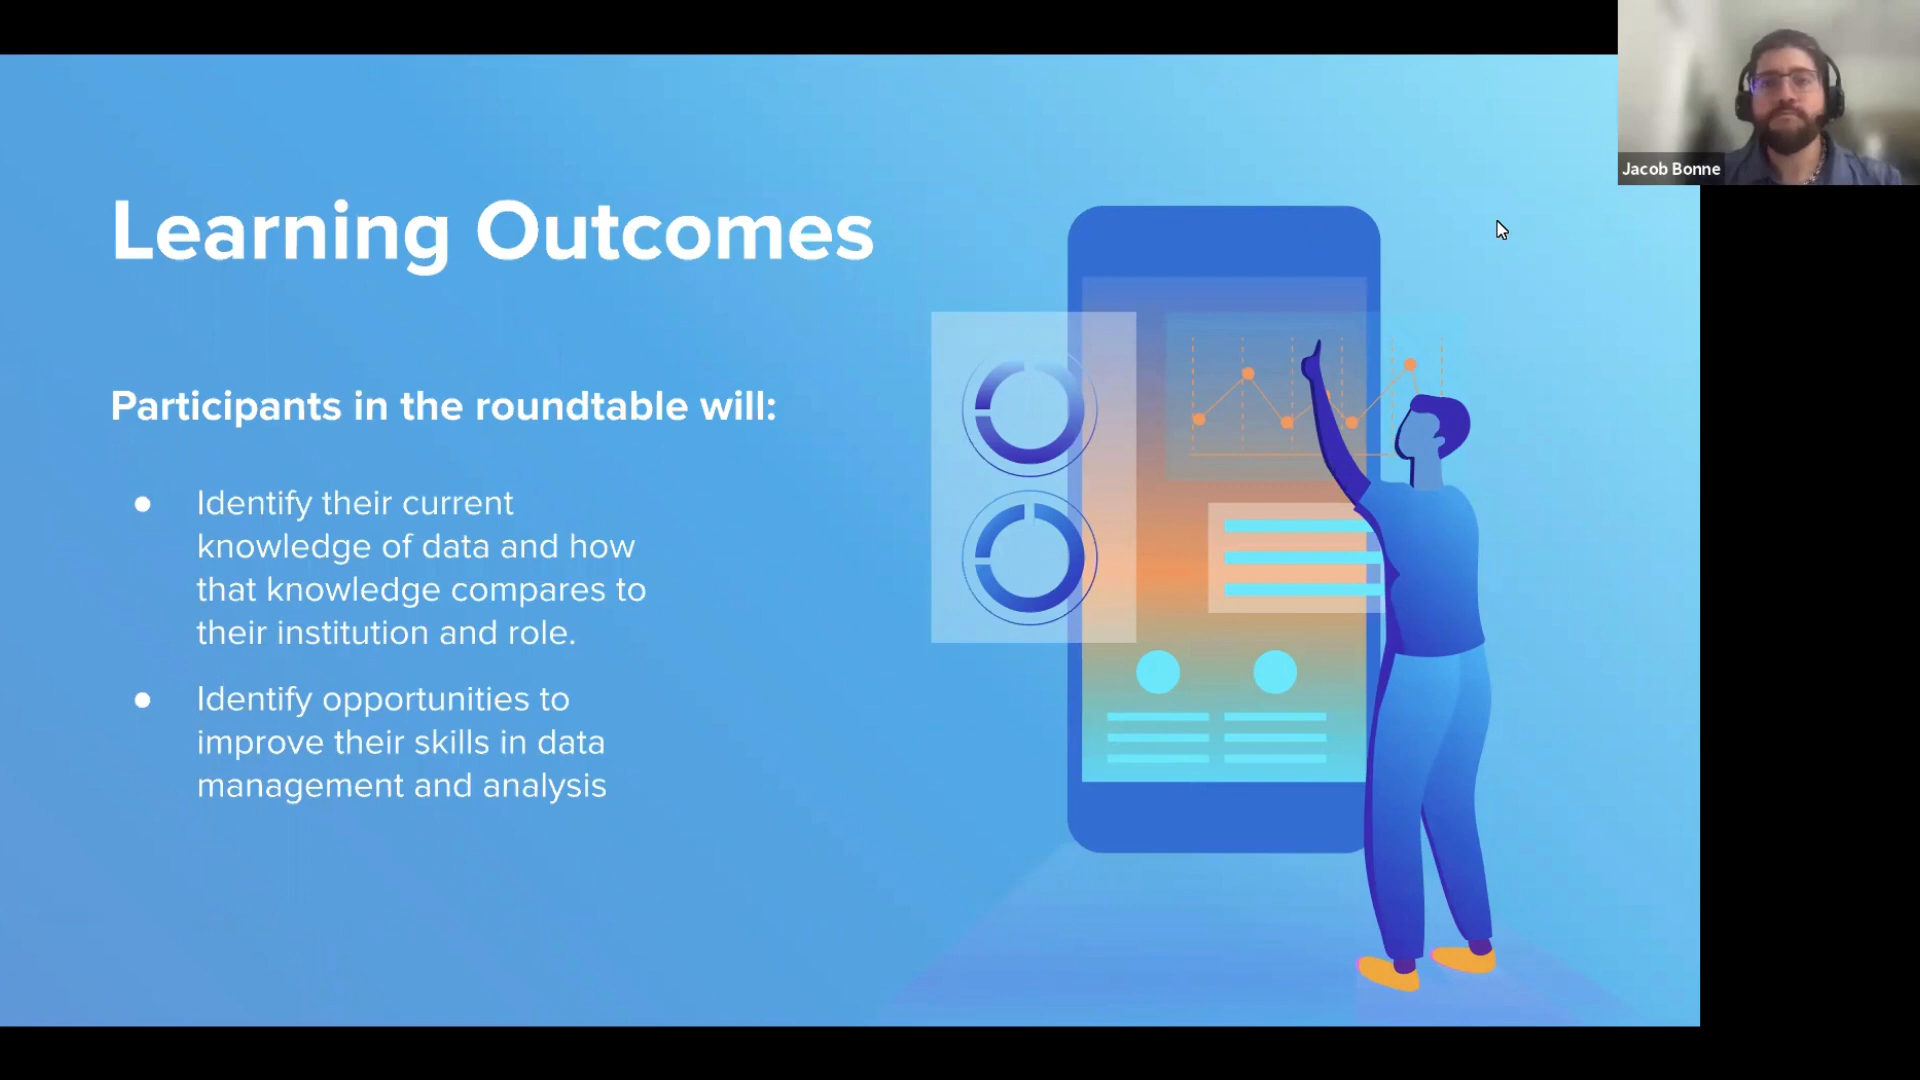 Jacob Bonne
Learning Outcomes
Participants in the roundtable will:
● Identify their current
knowledge of data and how
that knowledge compares to
their institution and role.
● Identify opportunities to
improve their skills in data
management and analysis